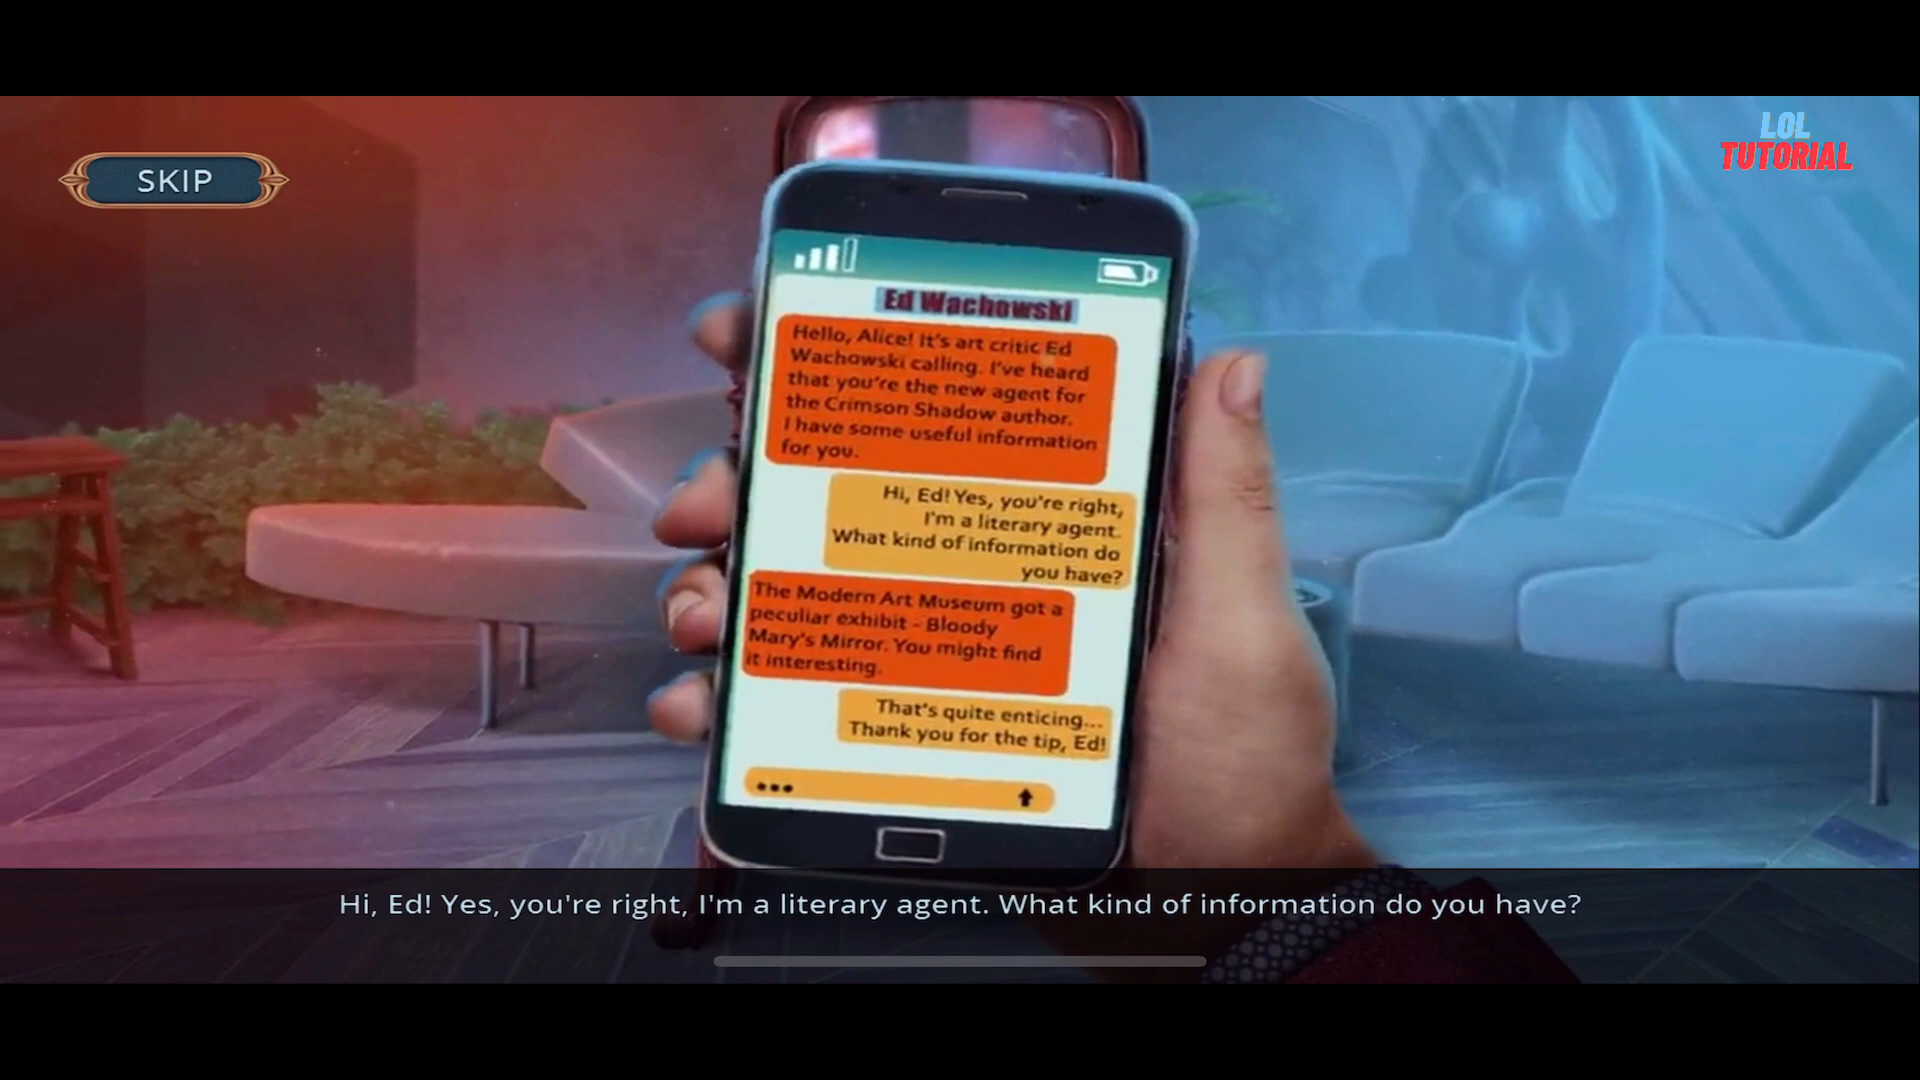 LOL
TUTORIAL
SKIP
Ed Wachowski
Hello, Alice! It's art critic Ed
Wachowski calling. I've heard
that you're the new agent for
the Crimson Shadow author.
I have some useful information
for you.
Hi, Ed! Yes, you're right,
I'm a literary agent.
What kind of information do
you have?
The Modern Art Museum got a
peculiar exhibit - Bloody
Mary's Mirror. You might find
it interesting.
That's quite enticing...
Thank you for the tip, Ed!
Hi, Ed! Yes, you're right, I'm a literary agent. What kind of information do you have?